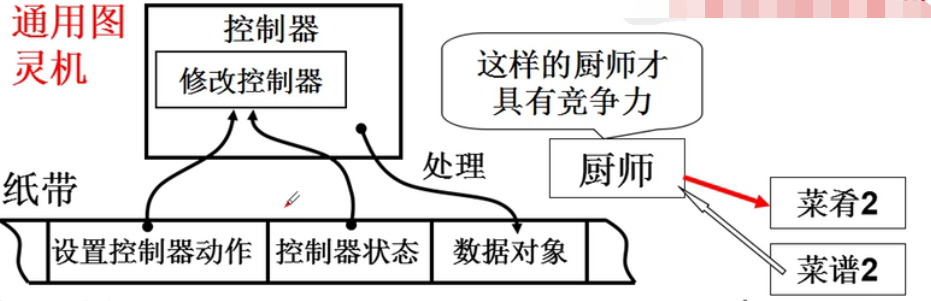 通用图
灵机
控制器
修改控制器
这样的厨师才
具有竞争力
处理
厨师
纸带
菜肴2
设置控制器动作
控制器状态
数据对象
菜谱2